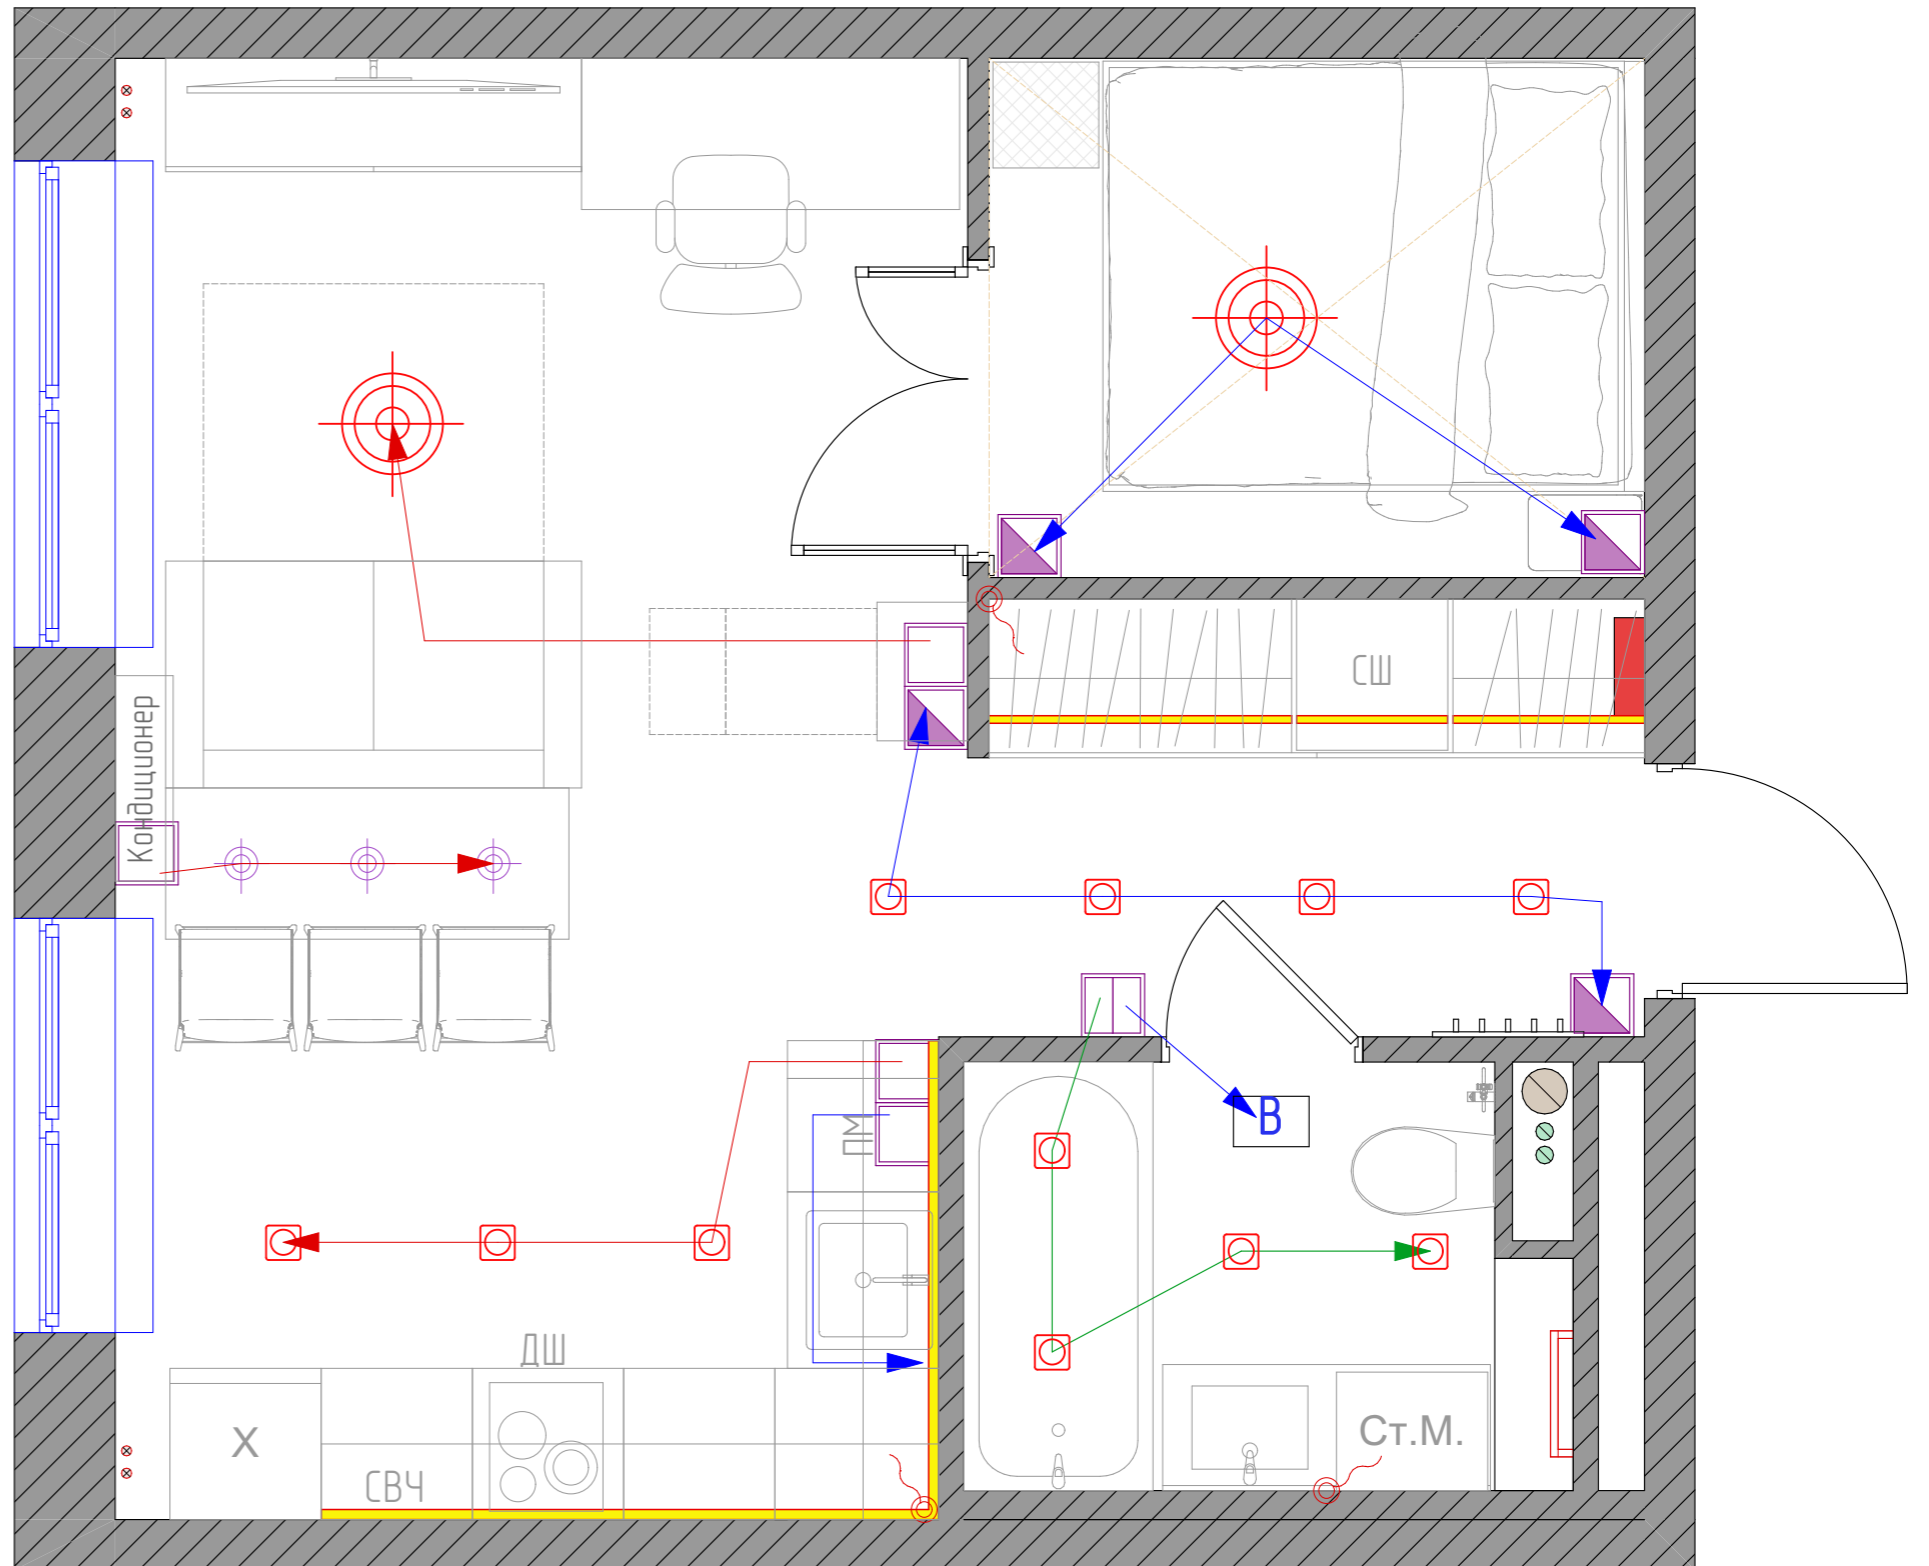 СШ
Кондиционер
В
ПМ
ДШ
Х
СВЧ
Ст.М.